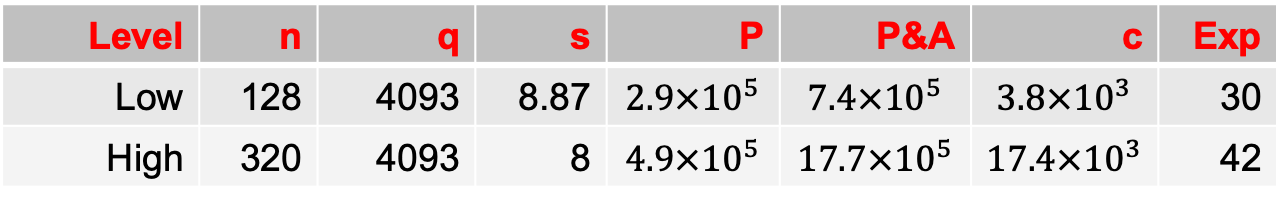 Level n q s P P&A c Exp
Low 128 4093 8.87 2.9×10⁵ 7.4×10⁵ 3.8×10³ 30
High 320 4093 8 4.9×10⁵ 17.7×10⁵ 17.4×10³ 42